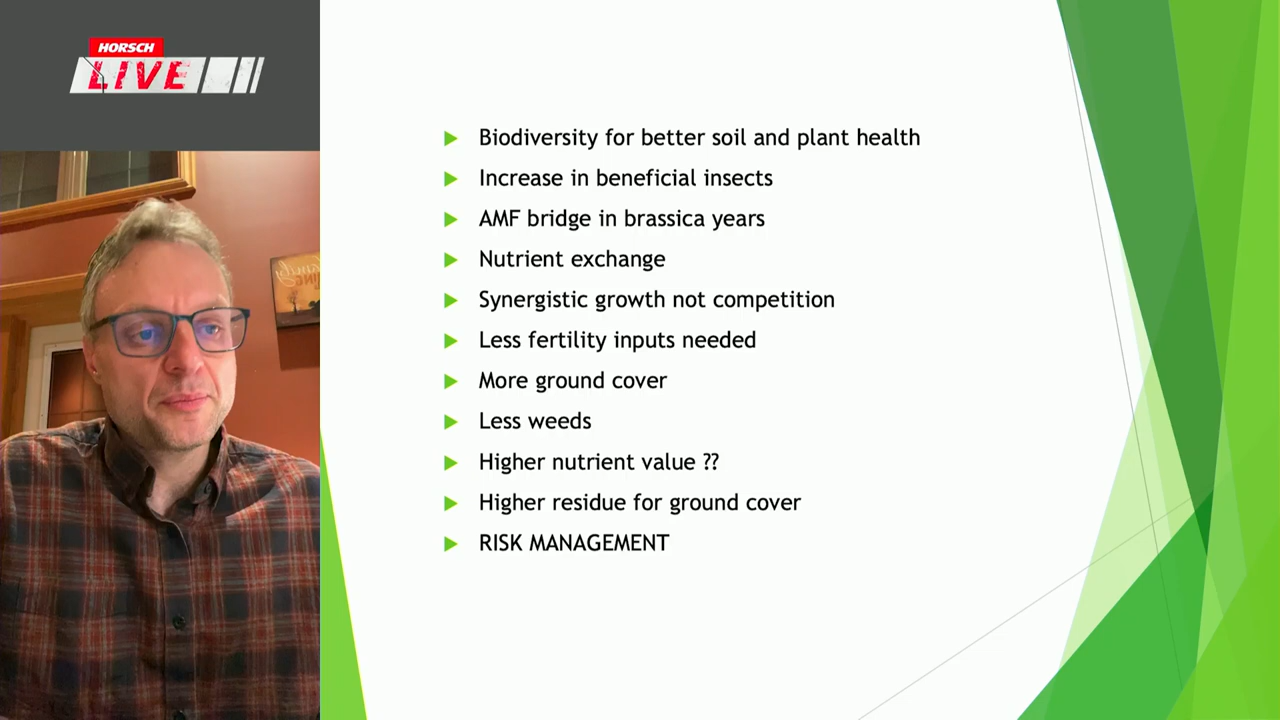 HORSCH
LIVE
Biodiversity for better soil and plant health
Increase in beneficial insects
AMF bridge in brassica years
Nutrient exchange
Synergistic growth not competition
Less fertility inputs needed
More ground cover
Less weeds
Higher nutrient value ??
Higher residue for ground cover
RISK MANAGEMENT